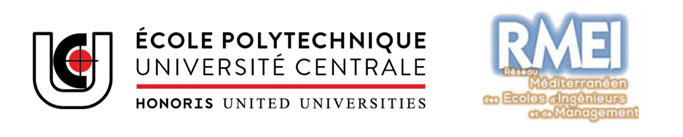 ÉCOLE POLYTECHNIQUE
UNIVERSITÉ CENTRALE
HONORIS UNITED UNIVERSITIES
RMEI
Réseau
Méditerranéen
des Ecoles d'Ingénieurs
et de Management